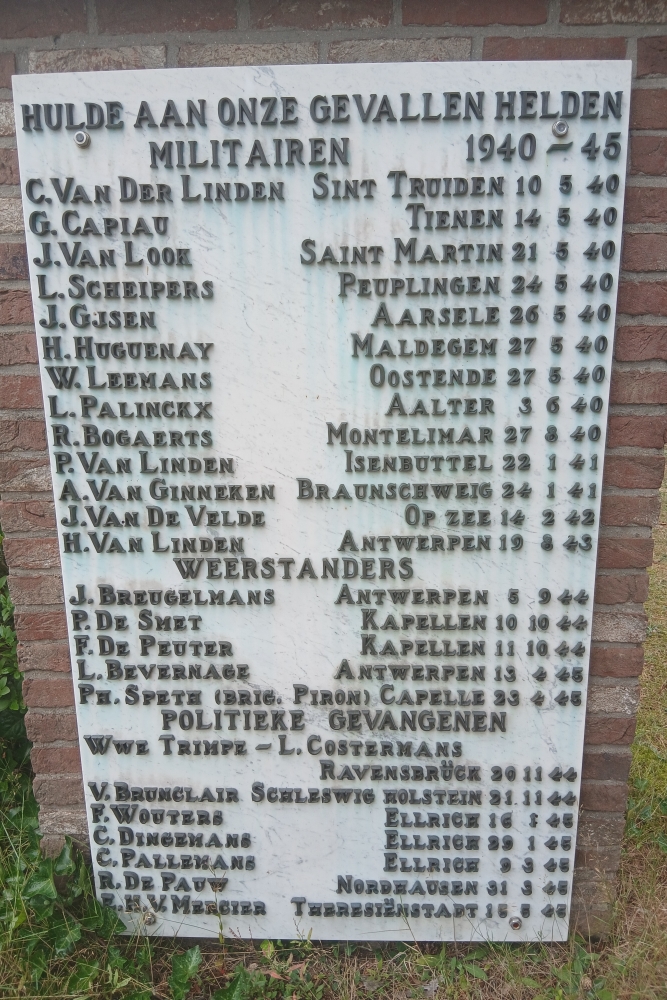 HULDE AAN ONZE GEVALLEN HELDEN
MILITAIREN 1940 – 45
C. VAN DER LINDEN SINT TRUIDEN 10 5 40
G. CAPIAU TIENEN 14 5 40
J. VAN LOOK SAINT MARTIN 21 5 40
L. SCHEIPERS PEUPLINGEN 24 5 40
J. GIJSEN AARSELE 26 5 40
H. HUGUENAY MALDEGEM 27 5 40
W. LEEMANS OOSTENDE 27 5 40
L. PALINCKX AALTER 3 6 40
R. BOGAERTS MONTELIMAR 27 8 40
P. VAN LINDEN ISENBUTTEL 22 1 41
A. VAN GINNEKEN BRAUNSCHWEIG 24 1 41
J. VAN DE VELDE OP ZEE 14 2 42
H. VAN LINDEN ANTWERPEN 19 8 43
WEERSTANDERS
J. BREUGELMANS ANTWERPEN 5 9 44
P. DE SMET KAPELLEN 10 10 44
F. DE PEUTER KAPELLEN 11 10 44
L. BEVERNAGE ANTWERPEN 13 4 45
PH. SPETH (BRIG. PIRON) CAPELLE 23 4 45
POLITIEKE GEVANGENEN
WWE TRIMPE – L. COSTERMANS
RAVENSBRÜCK 20 11 44
V. BRUNCLAIR SCHLESWIG HOLSTEIN 21 11 44
F. WOUTERS ELLRICH 16 1 45
C. DINGEMANS ELLRICH 29 1 45
C. PALLEMANS ELLRICH 9 3 45
R. DE PAUW NORDHAUSEN 31 3 45
E.H.V. MERCIER THERESIËNSTADT 15 5 45